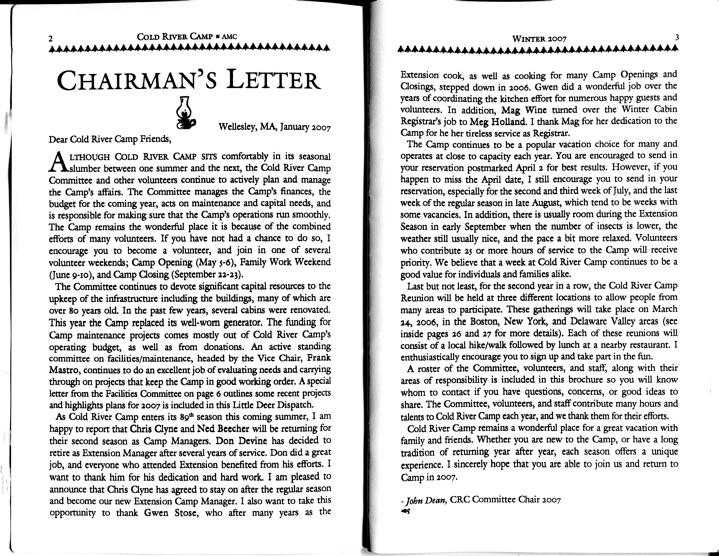 2
COLD RIVER CAMP AMC
CHAIRMAN'S LETTER
Wellesley, MA, January 2007
Dear Cold River Camp Friends,
ALTHOUGH COLD RIVER CAMP SITS comfortably in its seasonal
slumber between one summer and the next, the Cold River Camp
Committee and other volunteers continue to actively plan and manage
the Camp's affairs. The Committee manages the Camp's finances, the
budget for the coming year, acts on maintenance and capital needs, and
is responsible for making sure that the Camp's operations run smoothly.
The Camp remains the wonderful place it is because of the combined
efforts of many volunteers. If you have not had a chance to do so, I
encourage you to become a volunteer, and join in one of several
volunteer weekends; Camp Opening (May 5-6), Family Work Weekend
(June 9-10), and Camp Closing (September 22-23).
The Committee continues to devote significant capital resources to the
upkeep of the infrastructure including the buildings, many of which are
over 80 years old. In the past few years, several cabins were renovated.
This year the Camp replaced its well-worn generator. The funding for
Camp maintenance projects comes mostly out of Cold River Camp's
operating budget, as well as from donations. An active standing
committee on facilities/maintenance, headed by the Vice Chair, Frank
Mastro, continues to do an excellent job of evaluating needs and carrying
through on projects that keep the Camp in good working order. A special
letter from the Facilities Committee on page 6 outlines some recent projects
and highlights plans for 2007 is included in this Little Deer Dispatch.
As Cold River Camp enters its 89th season this coming summer, I am
happy to report that Chris Clyne and Ned Beecher will be returning for
their second season as Camp Managers. Don Devine has decided to
retire as Extension Manager after several years of service. Don did a great
job, and everyone who attended Extension benefited from his efforts. I
want to thank him for his dedication and hard work. I am pleased to
announce that Chris Clyne has agreed to stay on after the regular season
and become our new Extension Camp Manager. I also want to take this
opportunity to thank Gwen Stose, who after many years as the
WINTER 2007
3
Extension cook, as well as cooking for many Camp Openings and
Closings, stepped down in 2006. Gwen did a wonderful job over the
years of coordinating the kitchen effort for numerous happy guests and
volunteers. In addition, Mag Wine turned over the Winter Cabin
Registrar's job to Meg Holland. I thank Mag for her dedication to the
Camp for he her tireless service as Registrar.
The Camp continues to be a popular vacation choice for many and
operates at close to capacity each year. You are encouraged to send in
your reservation postmarked April 2 for best results. However, if you
happen to miss the April date, I still encourage you to send in your
reservation, especially for the second and third week of July, and the last
week of the regular season in late August, which tend to be weeks with
some vacancies. In addition, there is usually room during the Extension
Season in early September when the number of insects is lower, the
weather still usually nice, and the pace a bit more relaxed. Volunteers
who contribute 25 or more hours of service to the Camp will receive
priority. We believe that a week at Cold River Camp continues to be a
good value for individuals and families alike.
Last but not least, for the second year in a row, the Cold River Camp
Reunion will be held at three different locations to allow people from
many areas to participate. These gatherings will take place on March
24, 2006, in the Boston, New York, and Delaware Valley areas (see
inside pages 26 and 27 for more details). Each of these reunions will
consist of a local hike/walk followed by lunch at a nearby restaurant. I
enthusiastically encourage you to sign up and take part in the fun.
A roster of the Committee, volunteers, and staff, along with their
areas of responsibility is included in this brochure so you will know
whom to contact if you have questions, concerns, or good ideas to
share. The Committee, volunteers, and staff contribute many hours and
talents to Cold River Camp each year, and we thank them for their efforts.
Cold River Camp remains a wonderful place for a great vacation with
family and friends. Whether you are new to the Camp, or have a long
tradition of returning year after year, each season offers a unique
experience. I sincerely hope that you are able to join us and return to
Camp in 2007.
- John Dean, CRC Committee Chair 2007